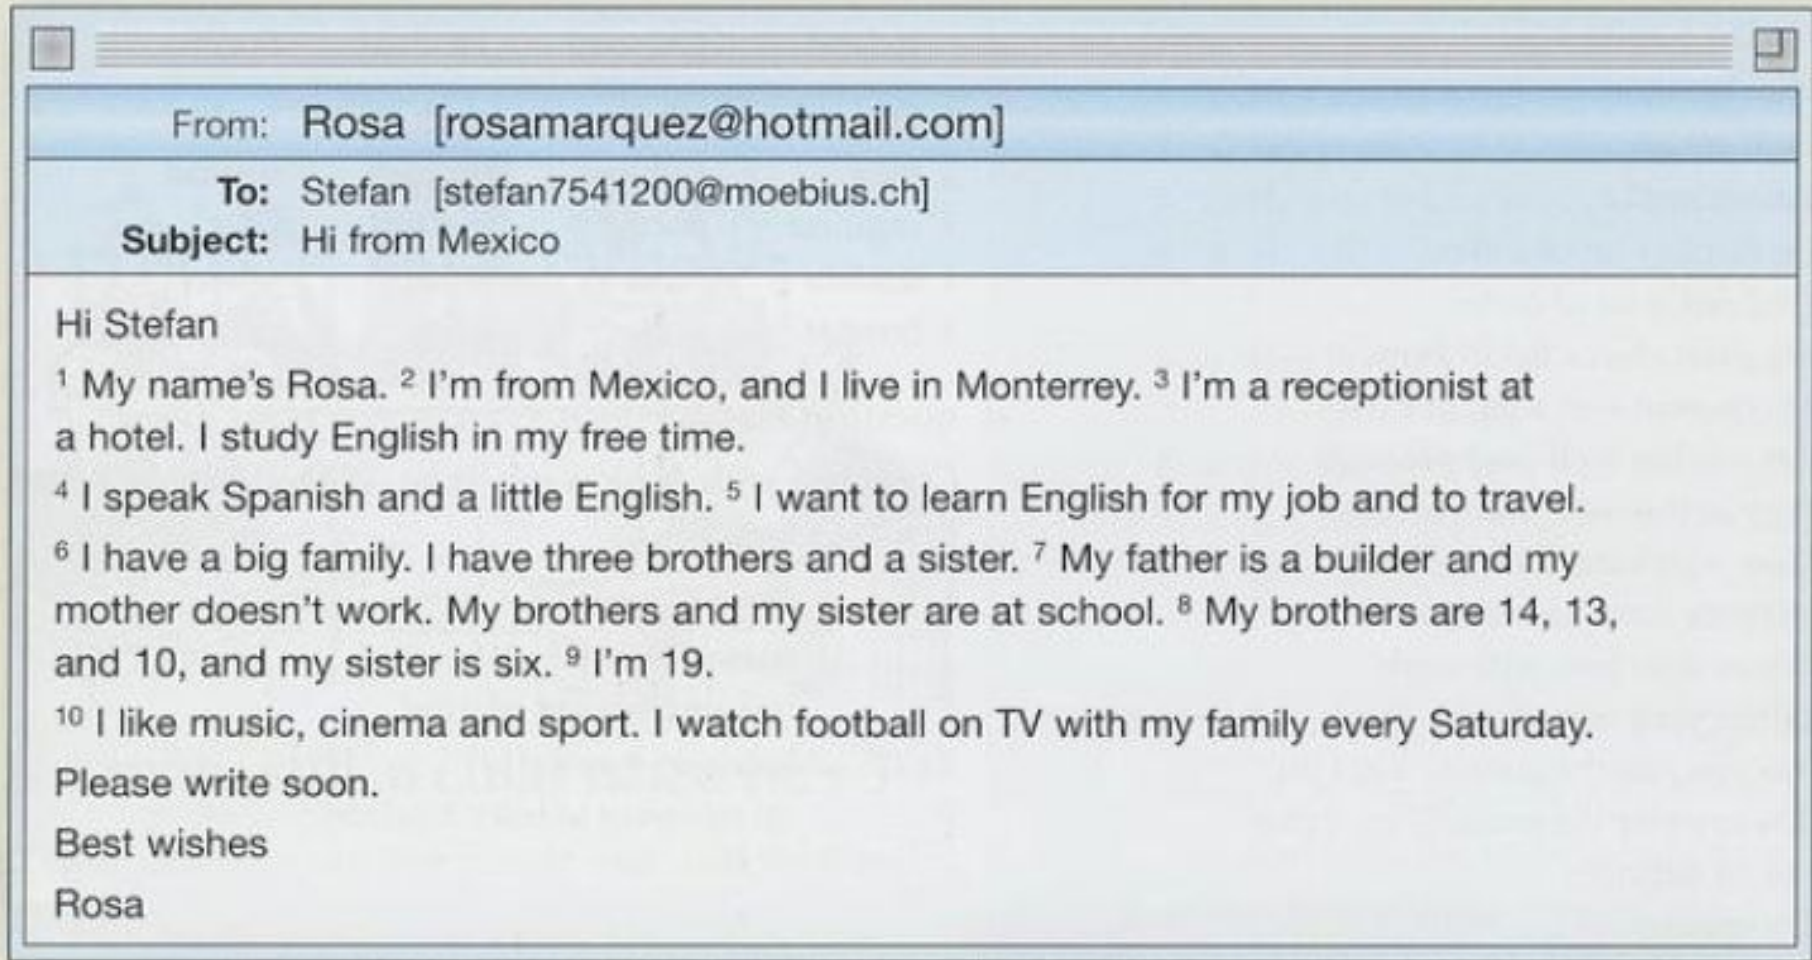 From: Rosa [rosamarquez@hotmail.com]
To: Stefan [stefan7541200@moebius.ch]
Subject: Hi from Mexico
Hi Stefan
¹ My name's Rosa. ² I'm from Mexico, and I live in Monterrey. ³ I'm a receptionist at
a hotel. I study English in my free time.
⁴ I speak Spanish and a little English. ⁵ I want to learn English for my job and to travel.
⁶ I have a big family. I have three brothers and a sister. ⁷ My father is a builder and my
mother doesn't work. My brothers and my sister are at school. ⁸ My brothers are 14, 13,
and 10, and my sister is six. ⁹ I'm 19.
¹⁰ I like music, cinema and sport. I watch football on TV with my family every Saturday.
Please write soon.
Best wishes
Rosa